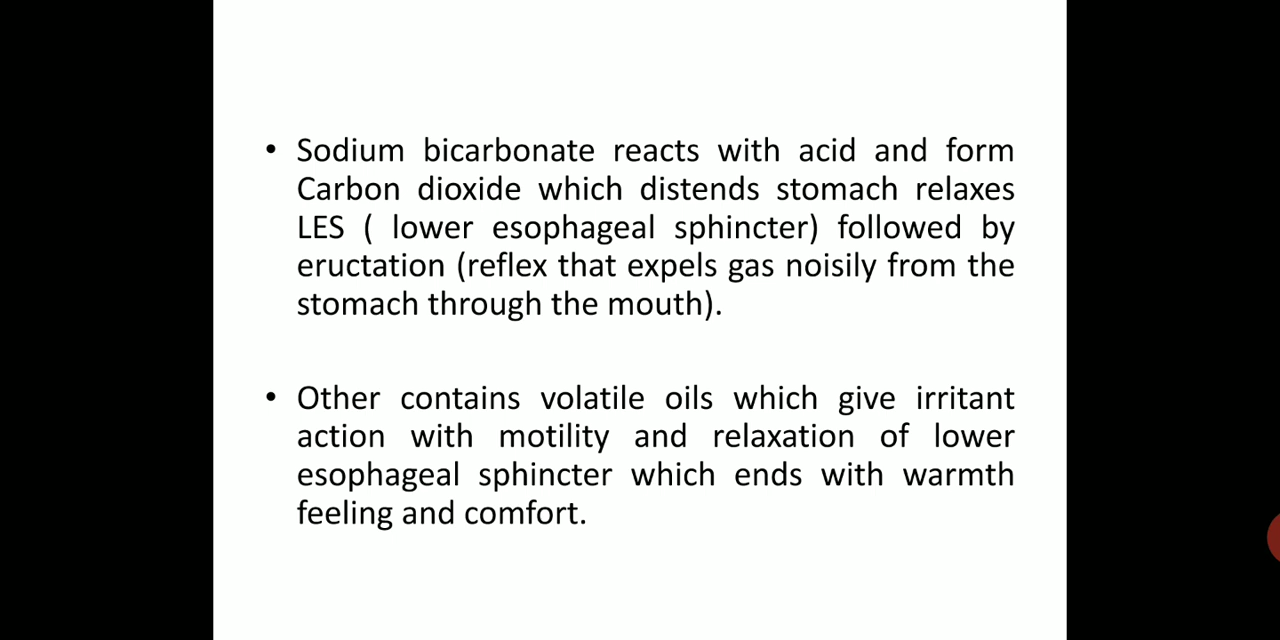 • Sodium bicarbonate reacts with acid and form
Carbon dioxide which distends stomach relaxes
LES ( lower esophageal sphincter) followed by
eructation (reflex that expels gas noisily from the
stomach through the mouth).
• Other contains volatile oils which give irritant
action with motility and relaxation of lower
esophageal sphincter which ends with warmth
feeling and comfort.